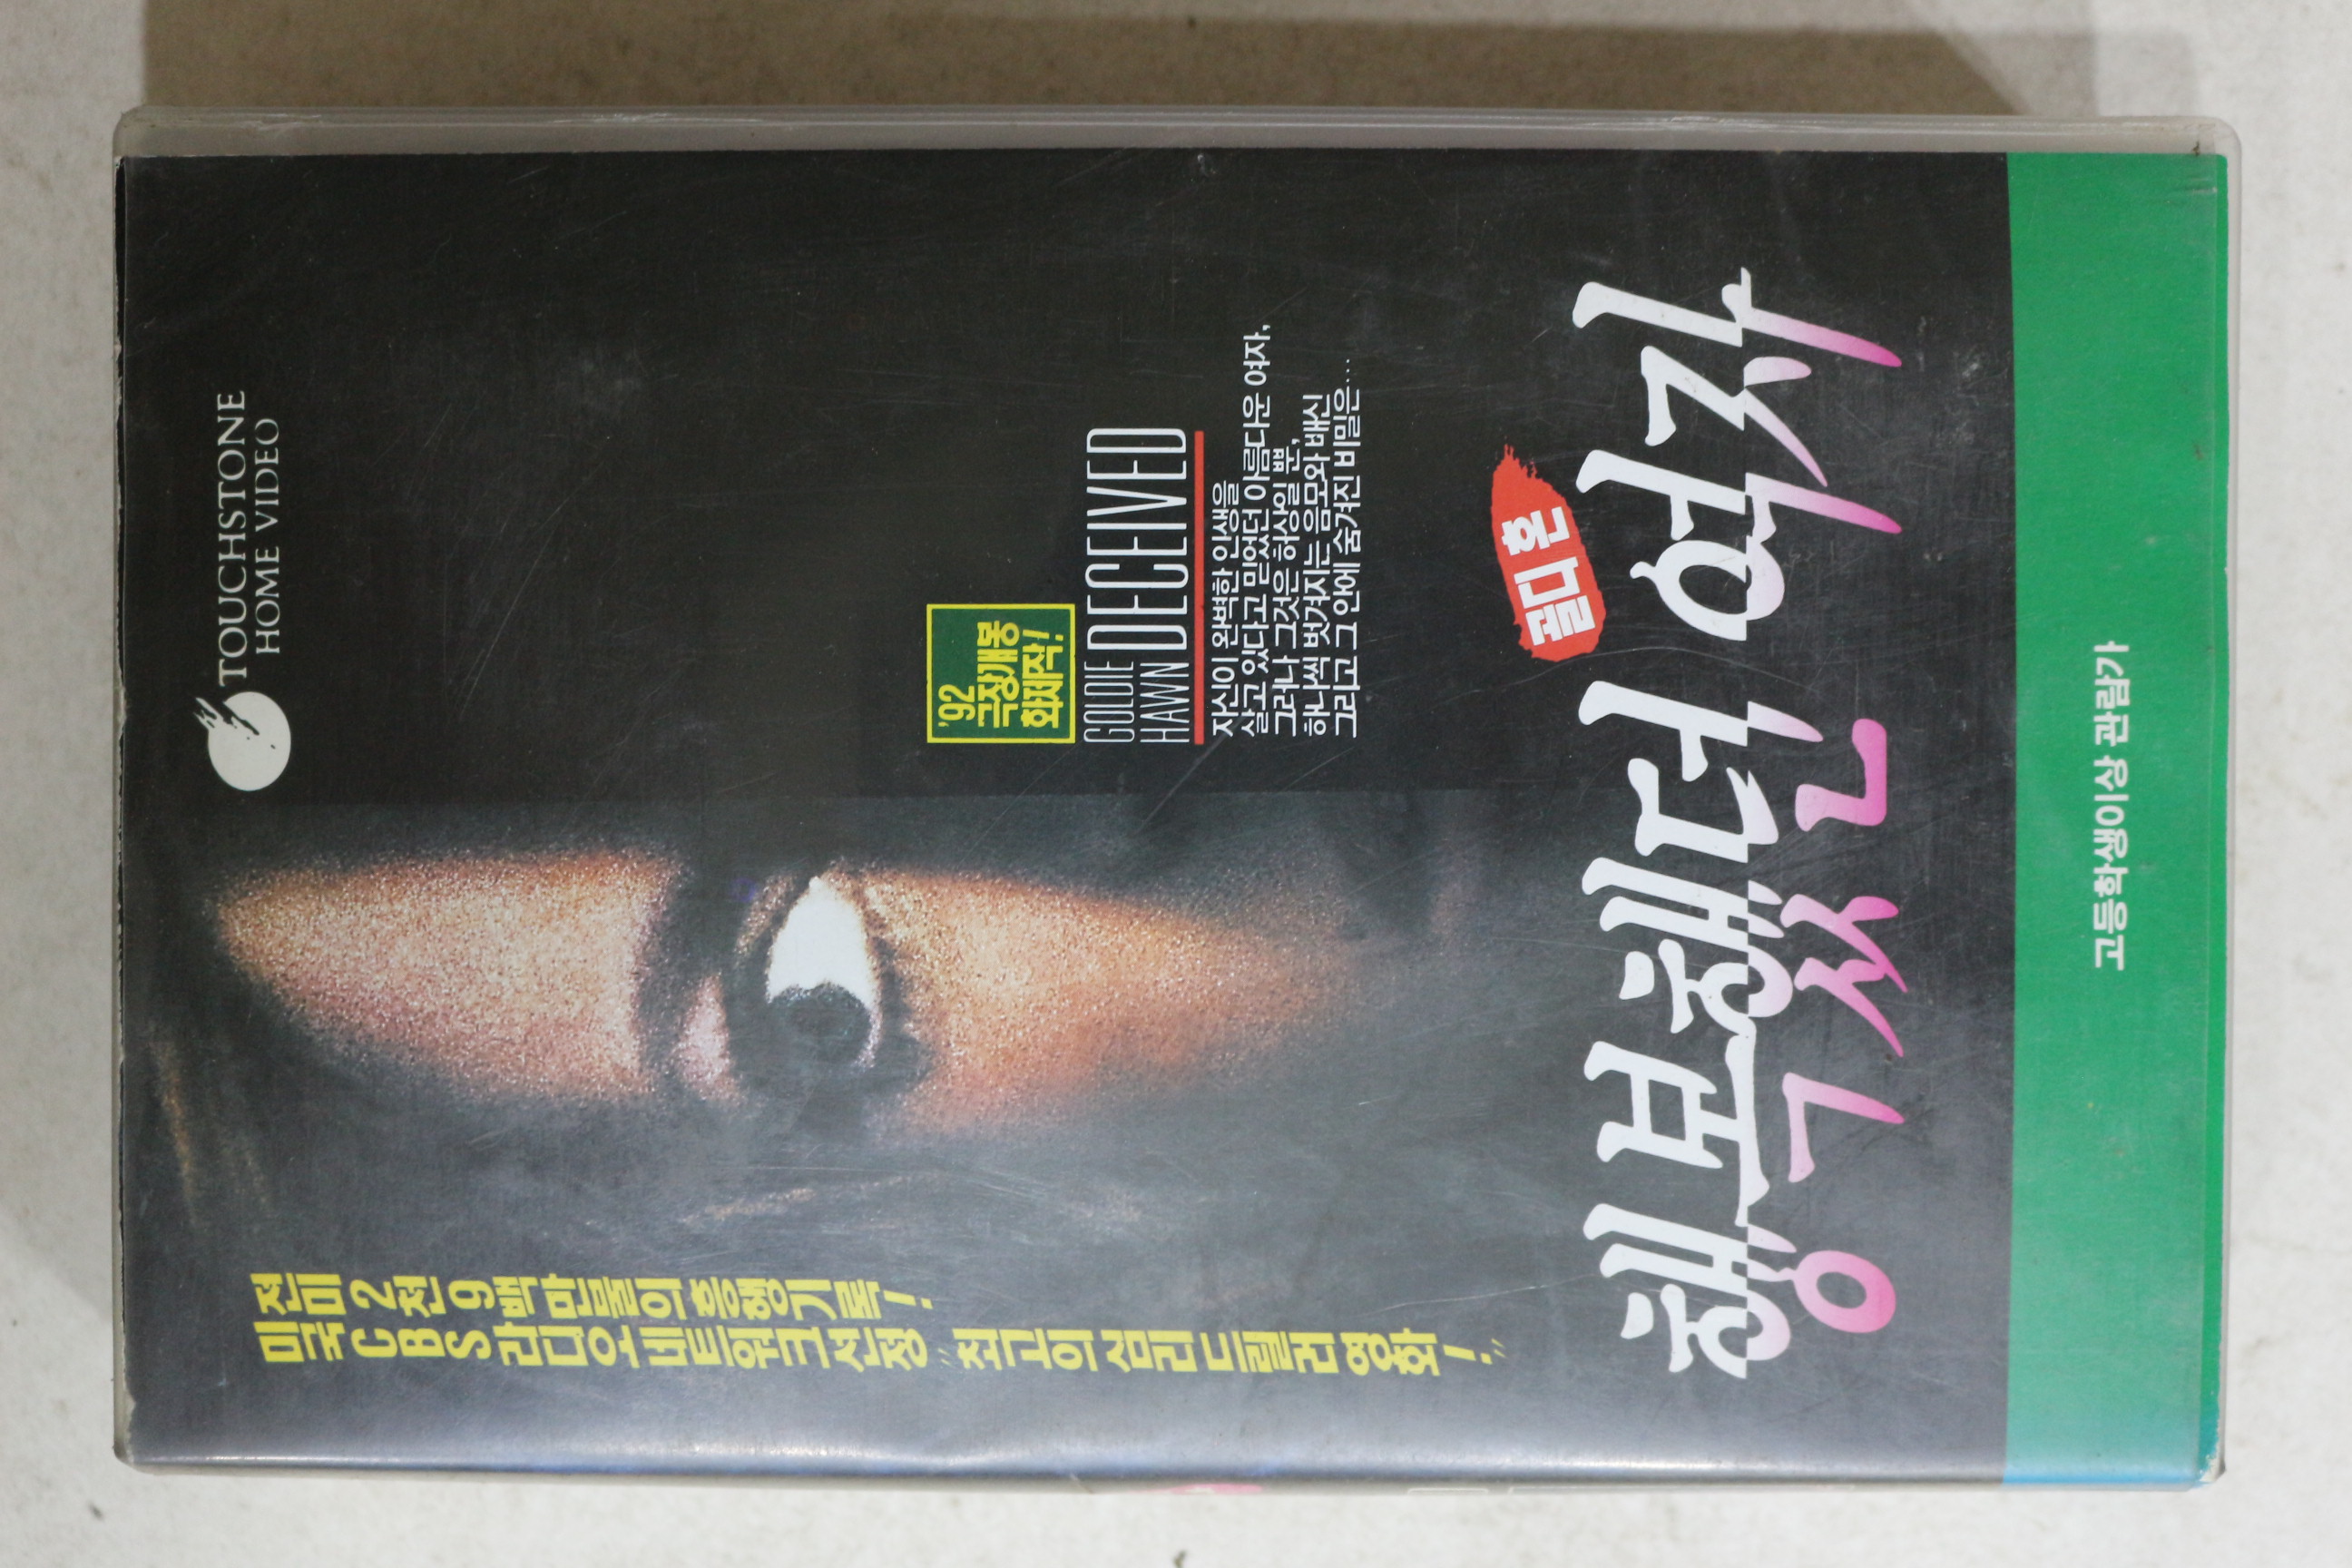 TOUCHSTONE
HOME VIDEO
전미 2천 9백만불의 흥행기록!
미국 CBS 라디오 네트워크 선정 "최고의 심리드릴러 영화!"
'92
극장개봉
화제작!
GOLDIE
HAWN DECEIVED
자신이 완벽한 인생을
살고 있다고 믿었던 아름다운 여자,
그러나 그것은 허상일 뿐,
하나씩 벗겨지는 음모와 배신
그리고 그 안에 숨겨진 비밀은…
골디 혼
행복했던 여자
고등학생이상 관람가